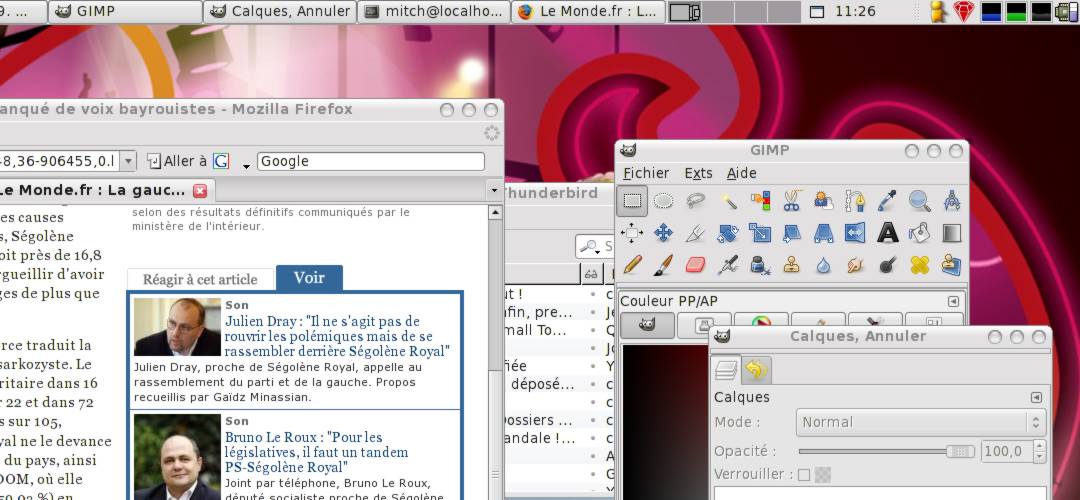 9. ...
GIMP
Calques, Annuler
mitch@localho...
Le Monde.fr : L...
11:26
anqué de voix bayrouistes - Mozilla Firefox
-8,36-906455,0.l
Aller à
G
Google
Le Monde.fr : La gauc...
es causes
s, Ségolène
oit près de 16,8
rgueillir d'avoir
ges de plus que
rce traduit la
sarkozyste. Le
ritaire dans 16
r 22 et dans 72
s sur 105,
yal ne le devance
du pays, ainsi
DOM, où elle
selon des résultats définitifs communiqués par le
ministère de l'intérieur.
Réagir à cet article
Voir
Son
Julien Dray : "Il ne s'agit pas de
rouvrir les polémiques mais de se
rassembler derrière Ségolène Royal"
Julien Dray, proche de Ségolène Royal, appelle au
rassemblement du parti et de la gauche. Propos
recueillis par Gaïdz Minassian.
Son
Bruno Le Roux : "Pour les
législatives, il faut un tandem
PS-Ségolène Royal"
Joint par téléphone, Bruno Le Roux,
député socialiste proche de Ségolène
Thunderbird
S
ut !
afin, pre...
mall To...
fiée
déposé...
ossiers ...
andale !...
GIMP
Fichier
Exts
Aide
Couleur PP/AP
Calques, Annuler
Calques
Mode :
Normal
Opacité :
100,0
Verrouiller :